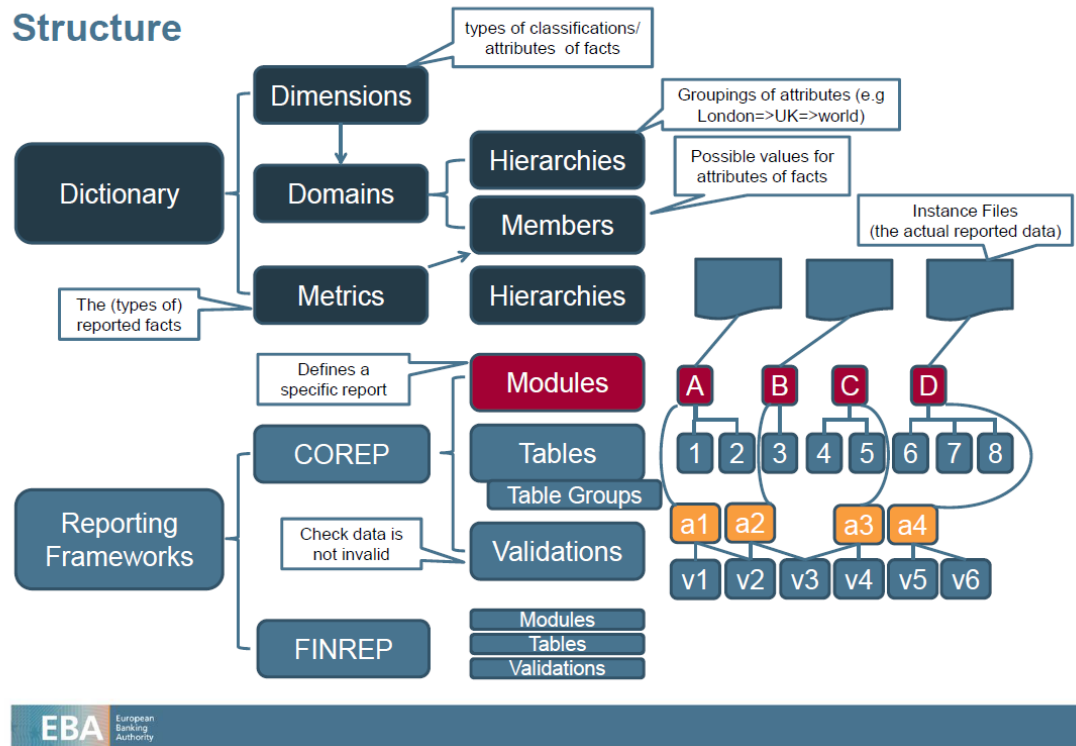 Structure
types of classifications/
attributes of facts
Dimensions
Groupings of attributes (e.g
London=>UK=>world)
Hierarchies
Possible values for
attributes of facts
Dictionary
Domains
Members
Instance Files
(the actual reported data)
Metrics
Hierarchies
The (types of)
reported facts
Defines a
specific report
Modules
A B C D
COREP
Tables
1 2 3 4 5 6 7 8
Table Groups
Reporting
Frameworks
a1 a2 a3 a4
Check data is
not invalid
Validations
v1 v2 v3 v4 v5 v6
FINREP
Modules
Tables
Validations
EBA
European
Banking
Authority